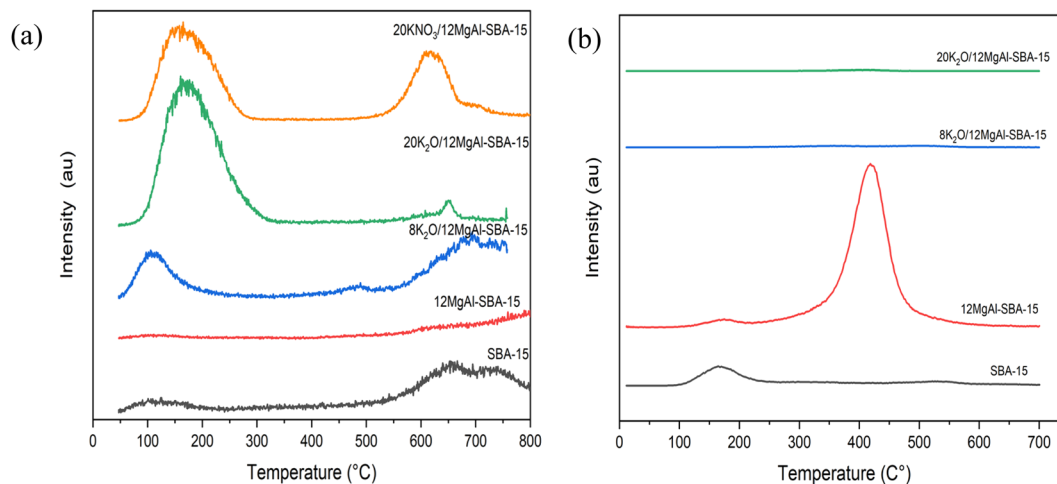 (a)
20KNO₃/12MgAl-SBA-15
20K₂O/12MgAl-SBA-15
8K₂O/12MgAl-SBA-15
12MgAl-SBA-15
SBA-15
Intensity (au)
0 100 200 300 400 500 600 700 800
Temperature (°C)
(b)
20K₂O/12MgAl-SBA-15
8K₂O/12MgAl-SBA-15
12MgAl-SBA-15
SBA-15
Intensity (au)
0 100 200 300 400 500 600 700
Temperature (C°)